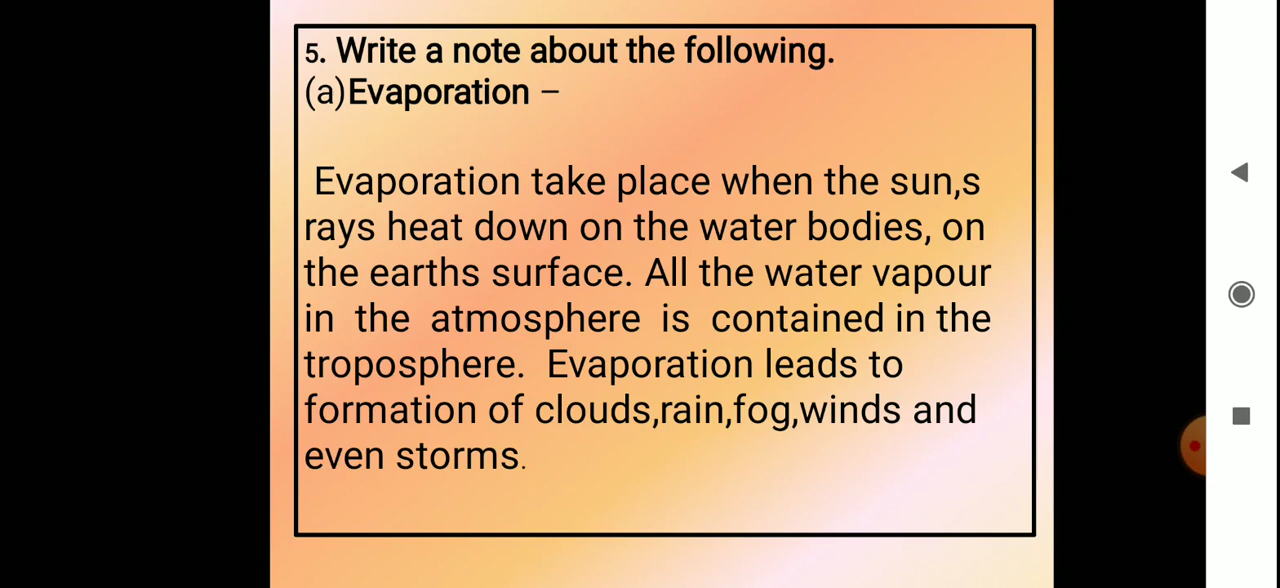 5. Write a note about the following.
(a)Evaporation –
Evaporation take place when the sun,s
rays heat down on the water bodies, on
the earths surface. All the water vapour
in the atmosphere is contained in the
troposphere. Evaporation leads to
formation of clouds,rain,fog,winds and
even storms.